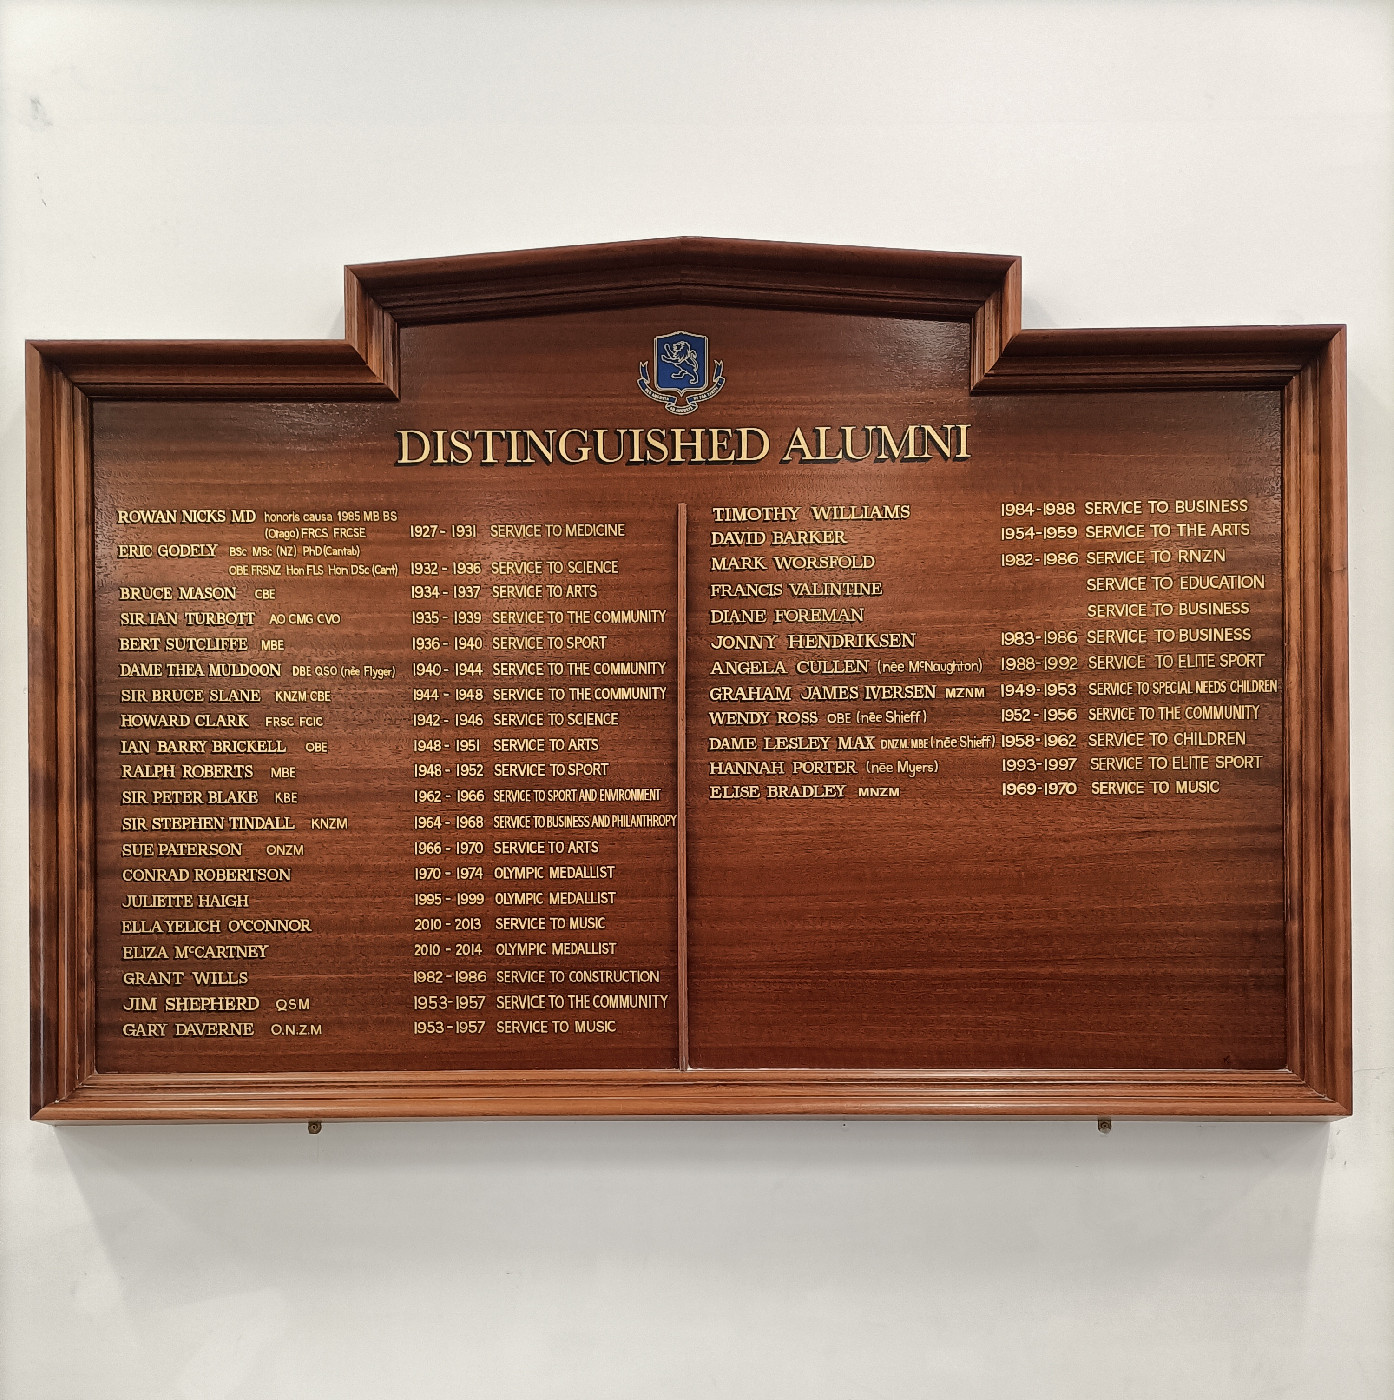 DISTINGUISHED ALUMNI
ROWAN NICKS MD honoris causa 1985 MB BS
(Otago) FRCS FRCSE 1927 - 1931 SERVICE TO MEDICINE
ERIC GODELY BSc MSc (NZ) PhD (Cantab)
OBE FRSNZ Hon FLS Hon DSc (Cant) 1932 - 1936 SERVICE TO SCIENCE
BRUCE MASON CBE 1934 - 1937 SERVICE TO ARTS
SIR IAN TURBOTT AO CMG CVO 1935 - 1939 SERVICE TO THE COMMUNITY
BERT SUTCLIFFE MBE 1936 - 1940 SERVICE TO SPORT
DAME THEA MULDOON DBE QSO (née Flyger) 1940 - 1944 SERVICE TO THE COMMUNITY
SIR BRUCE SLANE KNZM CBE 1944 - 1948 SERVICE TO THE COMMUNITY
HOWARD CLARK FRSC FCIC 1942 - 1946 SERVICE TO SCIENCE
IAN BARRY BRICKELL OBE 1948 - 1951 SERVICE TO ARTS
RALPH ROBERTS MBE 1948 - 1952 SERVICE TO SPORT
SIR PETER BLAKE KBE 1962 - 1966 SERVICE TO SPORT AND ENVIRONMENT
SIR STEPHEN TINDALL KNZM 1964 - 1968 SERVICE TO BUSINESS AND PHILANTHROPY
SUE PATERSON ONZM 1966 - 1970 SERVICE TO ARTS
CONRAD ROBERTSON 1970 - 1974 OLYMPIC MEDALLIST
JULIETTE HAIGH 1995 - 1999 OLYMPIC MEDALLIST
ELLA YELICH O'CONNOR 2010 - 2013 SERVICE TO MUSIC
ELIZA McCARTNEY 2010 - 2014 OLYMPIC MEDALLIST
GRANT WILLS 1982 - 1986 SERVICE TO CONSTRUCTION
JIM SHEPHERD QSM 1953 - 1957 SERVICE TO THE COMMUNITY
GARY DAVERNE O.N.Z.M 1953 - 1957 SERVICE TO MUSIC
TIMOTHY WILLIAMS 1984-1988 SERVICE TO BUSINESS
DAVID BARKER 1954-1959 SERVICE TO THE ARTS
MARK WORSFOLD 1982-1986 SERVICE TO RNZN
FRANCIS VALINTINE SERVICE TO EDUCATION
DIANE FOREMAN SERVICE TO BUSINESS
JONNY HENDRIKSEN 1983-1986 SERVICE TO BUSINESS
ANGELA CULLEN (née McNaughton) 1988-1992 SERVICE TO ELITE SPORT
GRAHAM JAMES IVERSEN MZNM 1949-1953 SERVICE TO SPECIAL NEEDS CHILDREN
WENDY ROSS OBE (née Shieff) 1952 - 1956 SERVICE TO THE COMMUNITY
DAME LESLEY MAX DNZM. MBE (née Shieff) 1958-1962 SERVICE TO CHILDREN
HANNAH PORTER (née Myers) 1993-1997 SERVICE TO ELITE SPORT
ELISE BRADLEY MNZM 1969-1970 SERVICE TO MUSIC